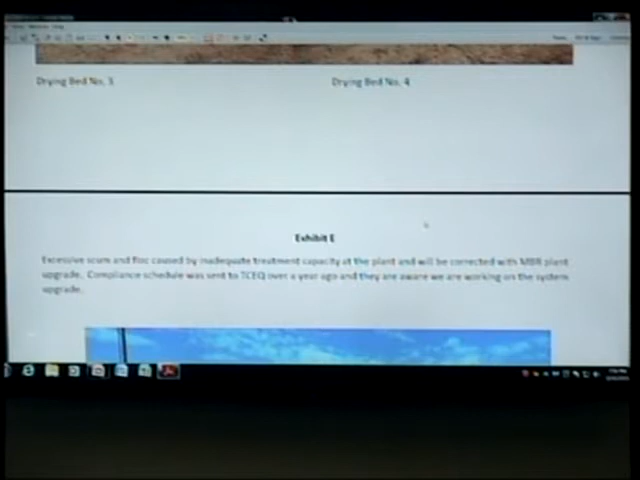 Drying Bed No. 3
Drying Bed No. 4
Exhibit E
Excessive scum and floc caused by inadequate treatment capacity at the plant and will be corrected with MBR plant
upgrade. Compliance schedule was sent to TCEQ over a year ago and they are aware we are working on the system
upgrade.